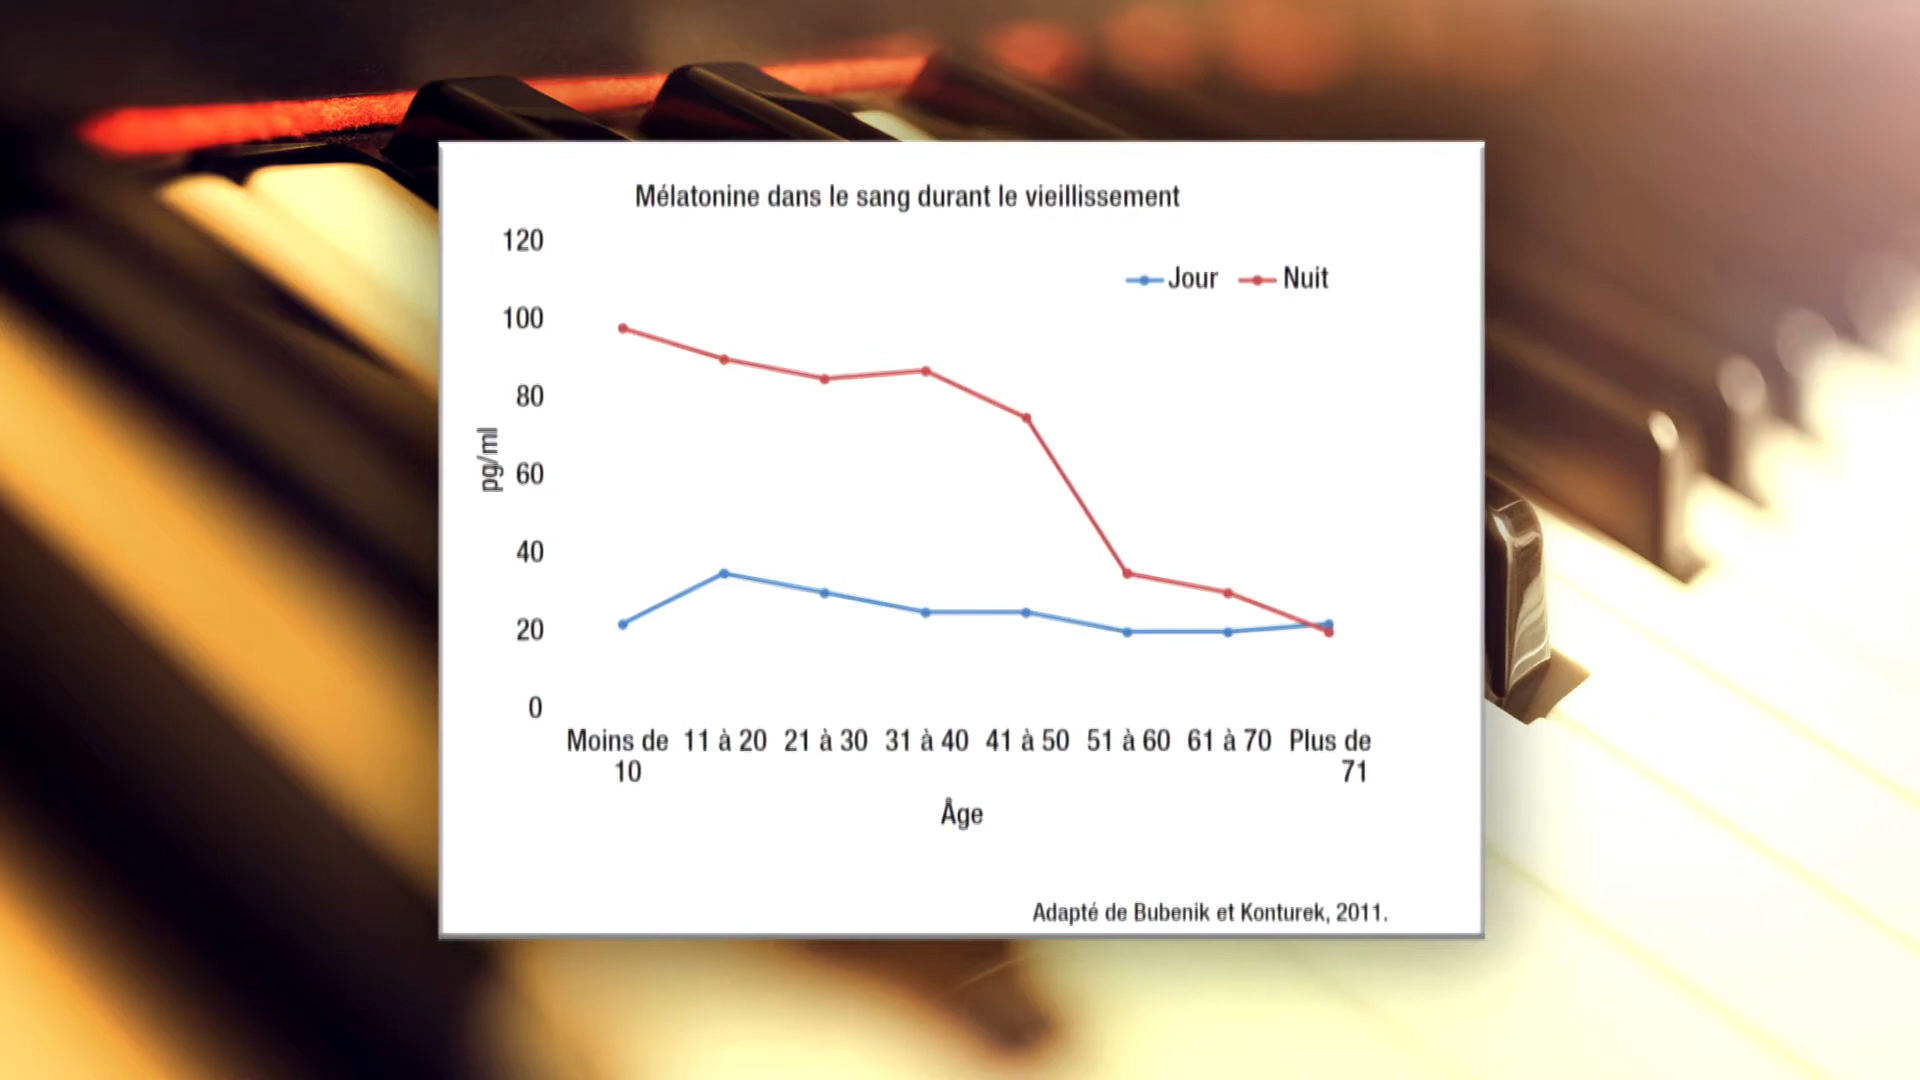 Mélatonine dans le sang durant le vieillissement
120
Jour Nuit
100
80
pg/ml
60
40
20
0
Moins de 11 à 20 21 à 30 31 à 40 41 à 50 51 à 60 61 à 70 Plus de
10 71
Âge
Adapté de Bubenik et Konturek, 2011.